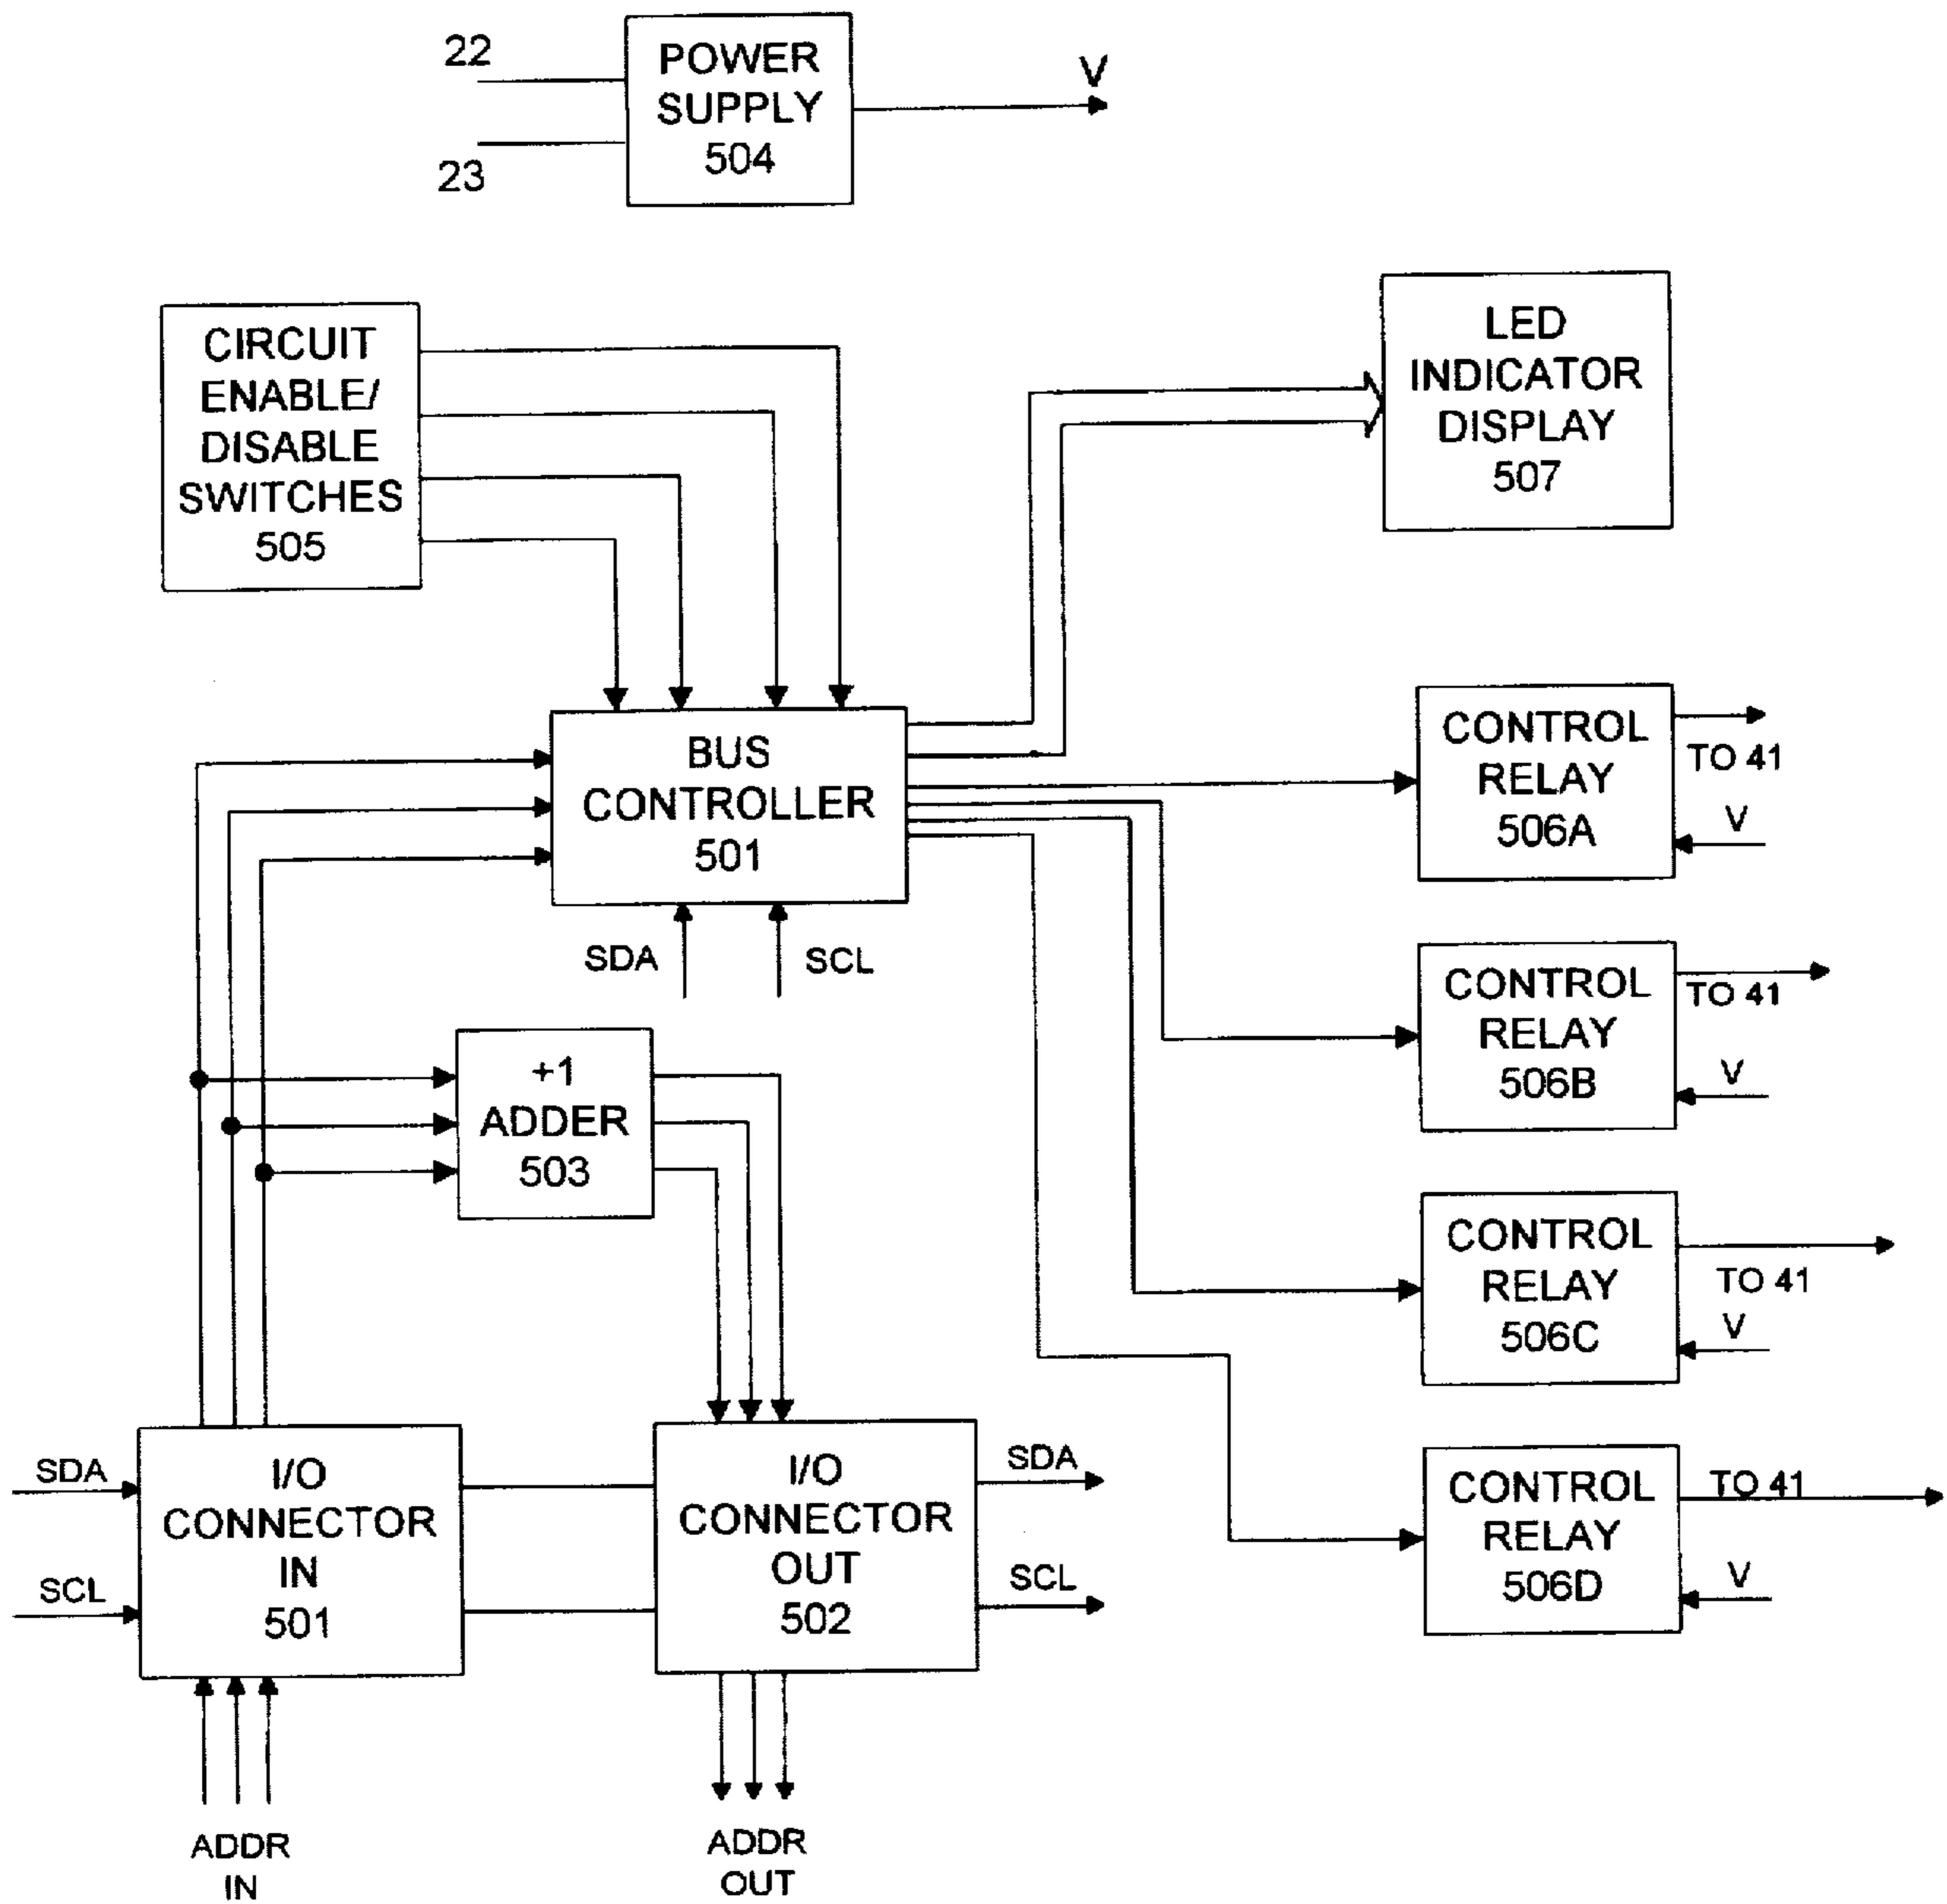 22
23
POWER
SUPPLY
504
V
CIRCUIT
ENABLE/
DISABLE
SWITCHES
505
LED
INDICATOR
DISPLAY
507
BUS
CONTROLLER
501
SDA
SCL
CONTROL
RELAY
506A
TO 41
V
CONTROL
RELAY
506B
TO 41
V
+1
ADDER
503
CONTROL
RELAY
506C
TO 41
V
SDA
SCL
I/O
CONNECTOR
IN
501
I/O
CONNECTOR
OUT
502
SDA
SCL
CONTROL
RELAY
506D
TO 41
V
ADDR
IN
ADDR
OUT